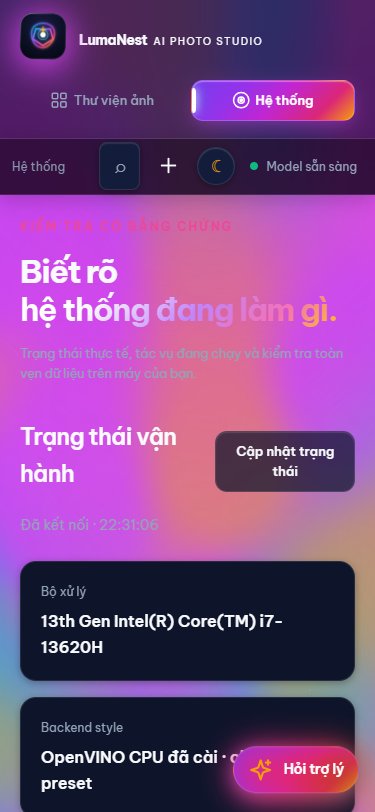 LumaNest AI PHOTO STUDIO
Thư viện ảnh
Hệ thống
Hệ thống
Model sẵn sàng
KIỂM TRA CÓ BẰNG CHỨNG
Biết rõ
hệ thống đang làm gì.
Trạng thái thực tế, tác vụ đang chạy và kiểm tra toàn
vẹn dữ liệu trên máy của bạn.
Trạng thái vận
hành
Cập nhật trạng
thái
Đã kết nối · 22:31:06
Bộ xử lý
13th Gen Intel(R) Core(TM) i7-
13620H
Backend style
OpenVINO CPU đã cài ·
preset
Hỏi trợ lý